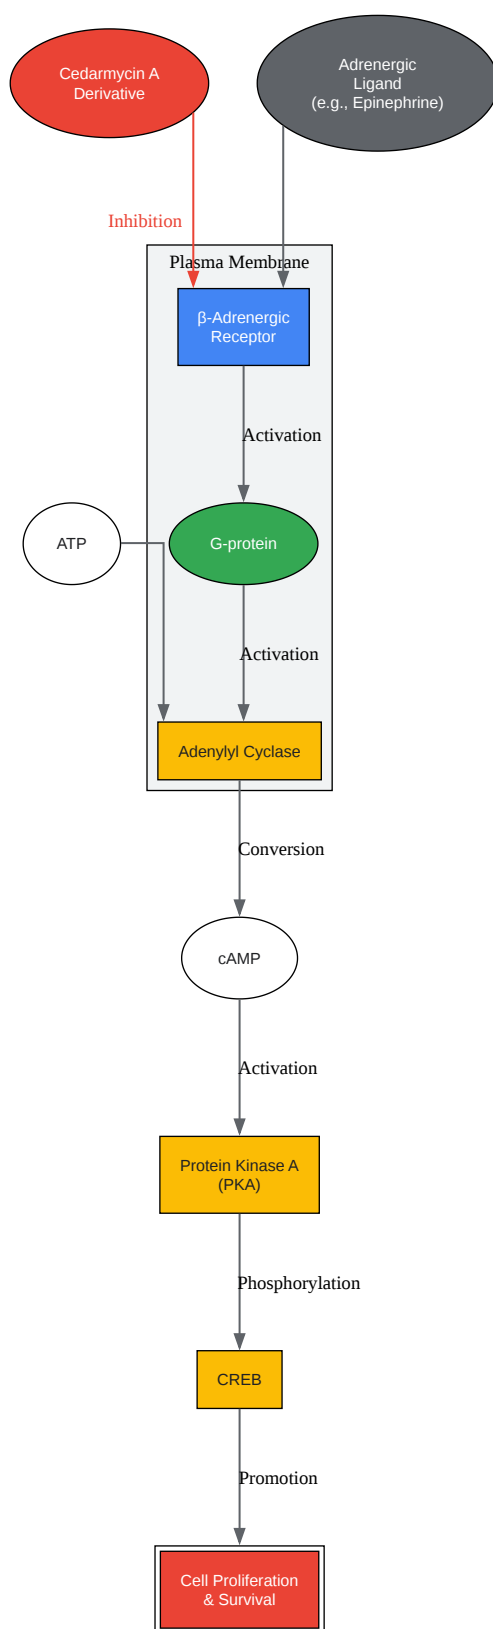 Cedarmycin A
Derivative
Adrenergic
Ligand
(e.g., Epinephrine)
Inhibition
Plasma Membrane
β-Adrenergic
Receptor
Activation
ATP
G-protein
Activation
Adenylyl Cyclase
Conversion
cAMP
Activation
Protein Kinase A
(PKA)
Phosphorylation
CREB
Promotion
Cell Proliferation
& Survival